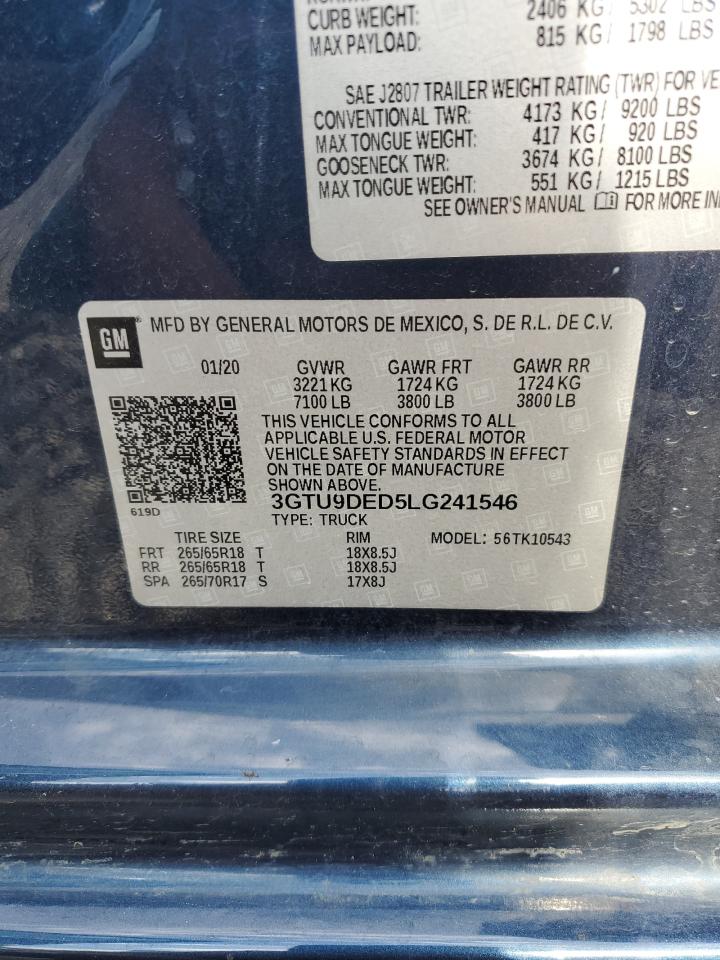 CURB WEIGHT: 2406 KG/ 5302 LBS
MAX PAYLOAD: 815 KG/ 1798 LBS
SAE J2807 TRAILER WEIGHT RATING (TWR) FOR
CONVENTIONAL TWR: 4173 KG/ 9200 LBS
MAX TONGUE WEIGHT: 417 KG/ 920 LBS
GOOSENECK TWR: 3674 KG/ 8100 LBS
MAX TONGUE WEIGHT: 551 KG/ 1215 LBS
SEE OWNER'S MANUAL FOR MORE
GM MFD BY GENERAL MOTORS DE MEXICO, S. DE R.L. DE C.V.
01/20 GVWR GAWR FRT GAWR RR
3221 KG 1724 KG 1724 KG
7100 LB 3800 LB 3800 LB
THIS VEHICLE CONFORMS TO ALL
APPLICABLE U.S. FEDERAL MOTOR
VEHICLE SAFETY STANDARDS IN EFFECT
ON THE DATE OF MANUFACTURE
SHOWN ABOVE.
619D
3GTU9DED5LG241546
TYPE: TRUCK
TIRE SIZE RIM MODEL: 56TK10543
FRT 265/65R18 T 18X8.5J
RR 265/65R18 T 18X8.5J
SPA 265/70R17 S 17X8J